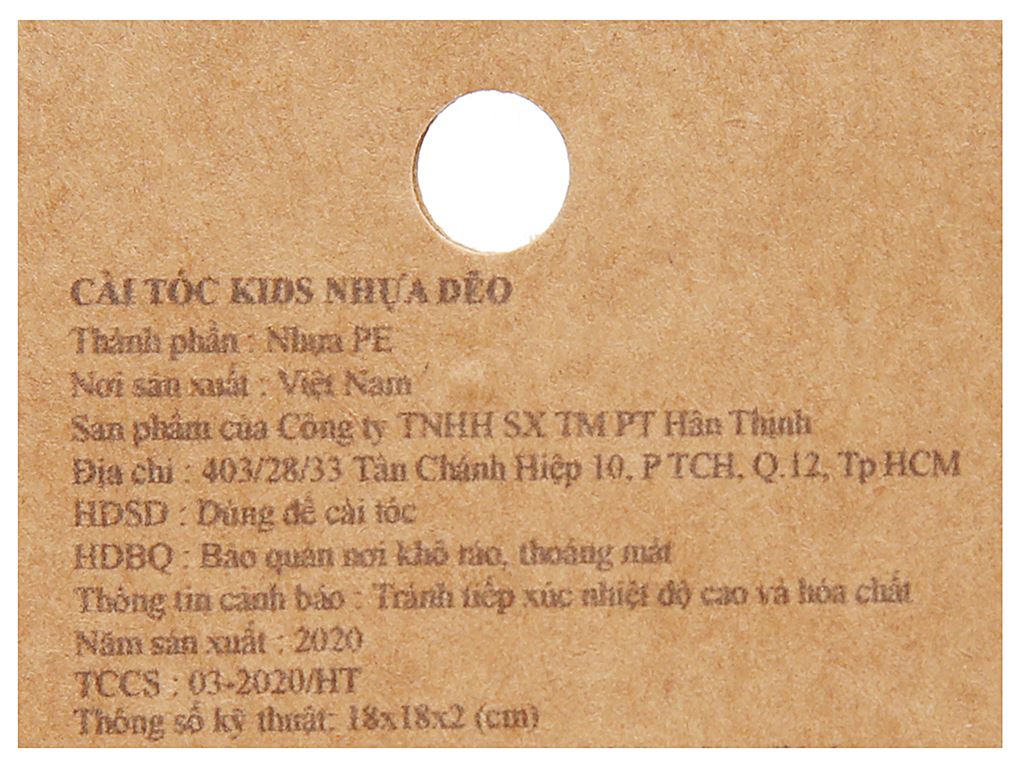 CÀI TÓC KIDS NHỰA DẺO
Thành phần : Nhựa PE
Nơi sản xuất : Việt Nam
Sản phẩm của Công ty TNHH SX TM PT Hân Thịnh
Địa chỉ : 403/28/33 Tân Chánh Hiệp 10, P TCH, Q.12, Tp HCM
HDSD : Dùng để cài tóc
HDBQ : Bảo quản nơi khô ráo, thoáng mát
Thông tin cảnh báo : Tránh tiếp xúc nhiệt độ cao và hóa chất
Năm sản xuất : 2020
TCCS : 03-2020/HT
Thông số kỹ thuật: 18x18x2 (cm)